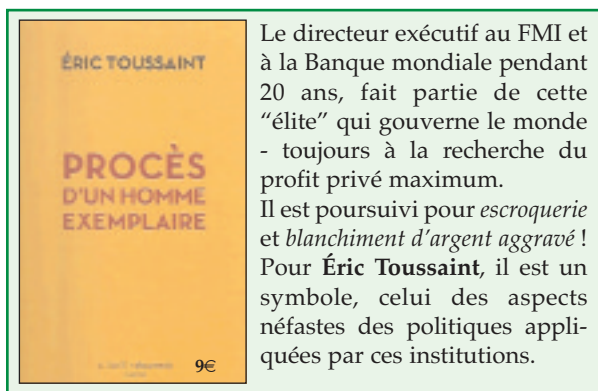 ÉRIC TOUSSAINT
PROCÈS
D'UN HOMME
EXEMPLAIRE
9€
Le directeur exécutif au FMI et
à la Banque mondiale pendant
20 ans, fait partie de cette
“élite” qui gouverne le monde
- toujours à la recherche du
profit privé maximum.
Il est poursuivi pour escroquerie
et blanchiment d'argent aggravé !
Pour Éric Toussaint, il est un
symbole, celui des aspects
néfastes des politiques appli-
quées par ces institutions.